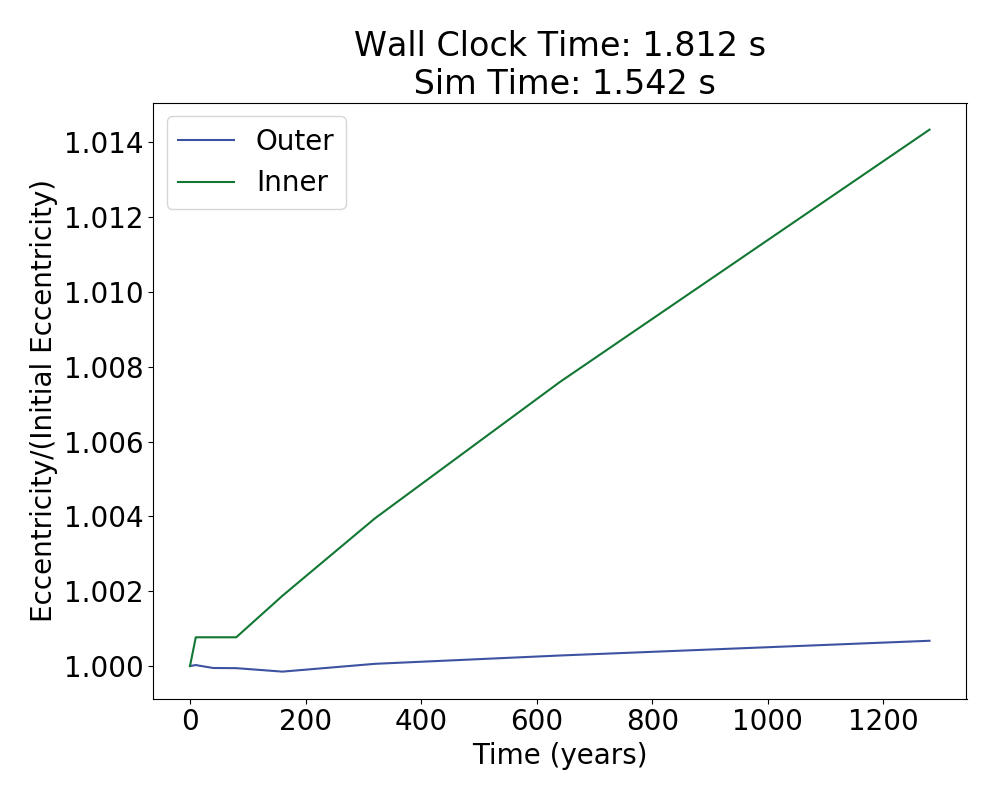 Wall Clock Time: 1.812 s
Sim Time: 1.542 s
Outer
Inner
Eccentricity/(Initial Eccentricity)
1.014
1.012
1.010
1.008
1.006
1.004
1.002
1.000
0 200 400 600 800 1000 1200
Time (years)